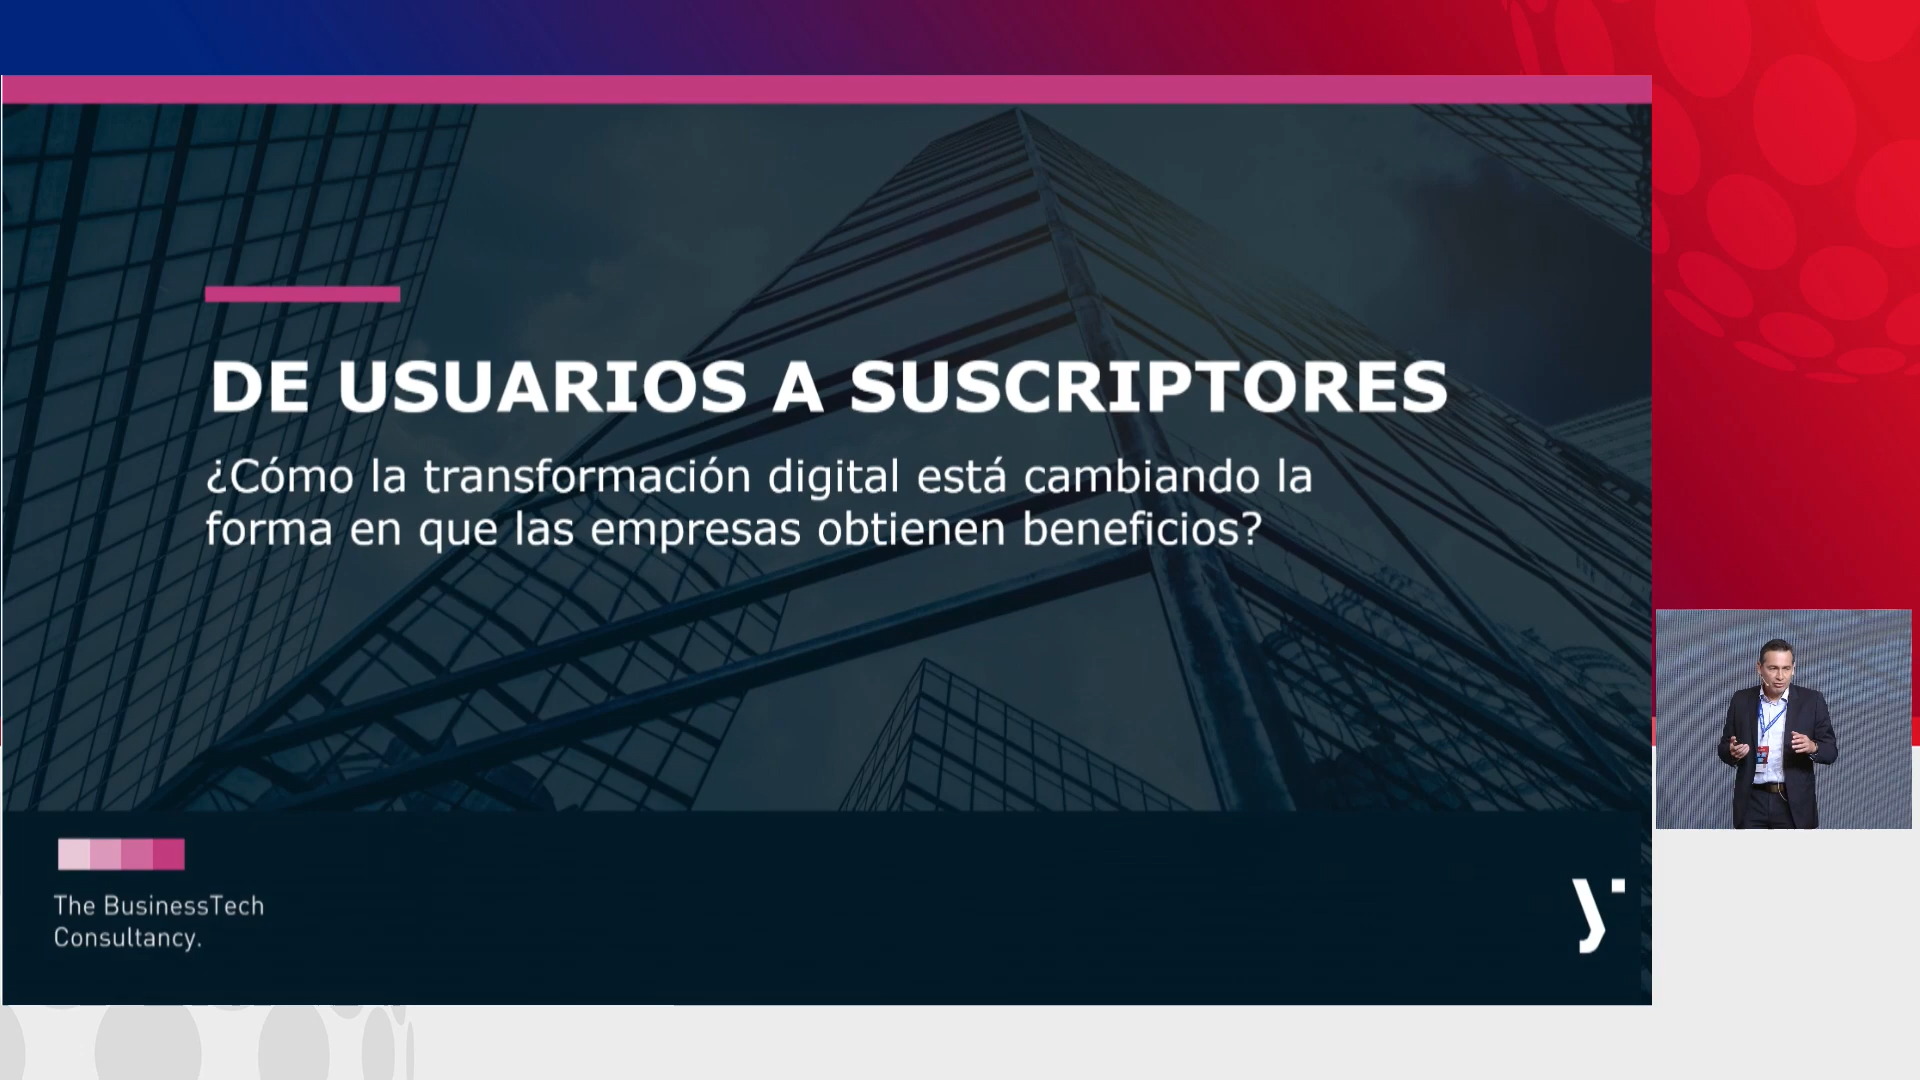 DE USUARIOS A SUSCRIPTORES
¿Cómo la transformación digital está cambiando la
forma en que las empresas obtienen beneficios?
The BusinessTech
Consultancy.